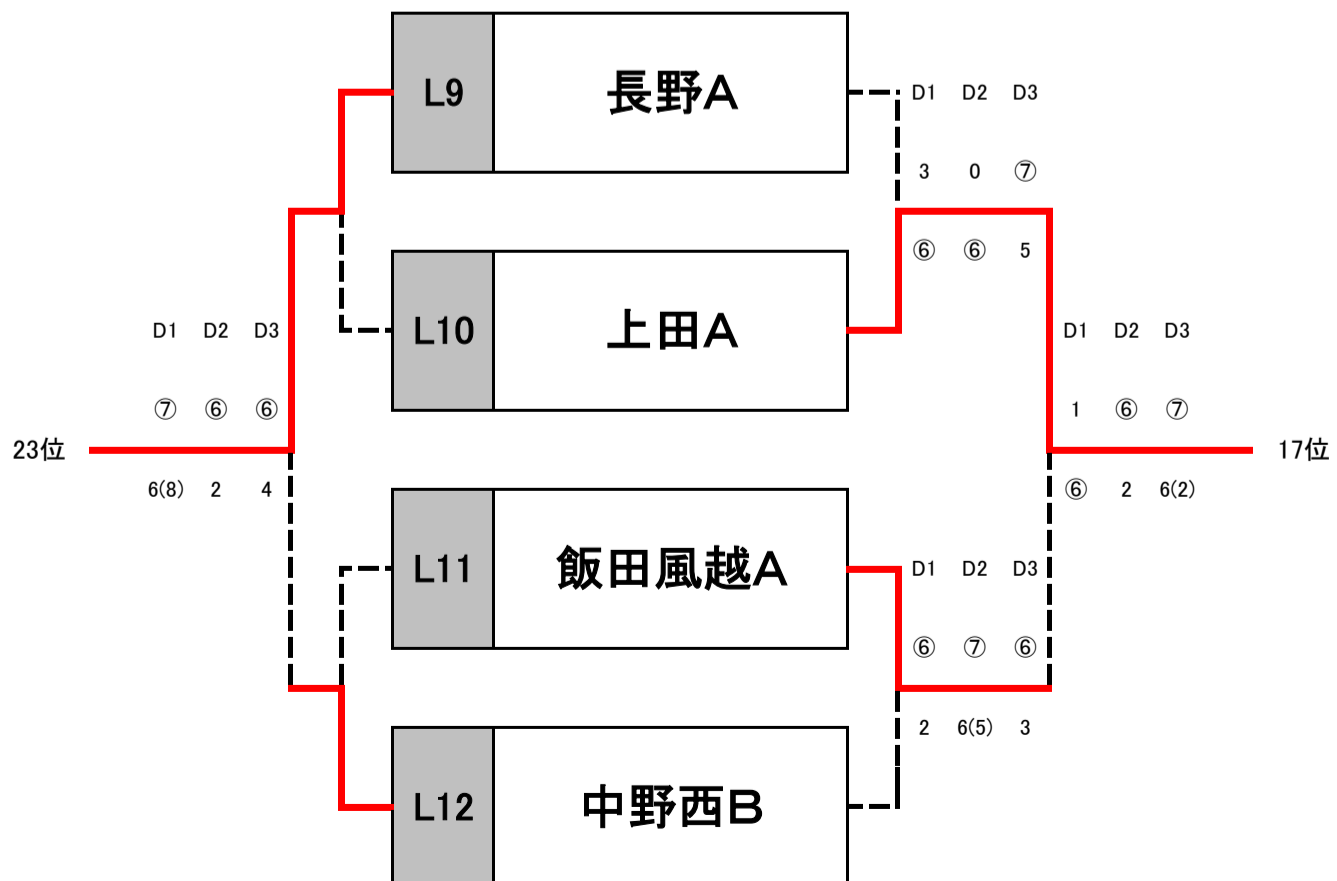 L9 長野A D1 D2 D3
3 0 ⑦
⑥ ⑥ 5
D1 D2 D3 L10 上田A D1 D2 D3
⑦ ⑥ ⑥ 1 ⑥ ⑦
23位 17位
6(8) 2 4 ⑥ 2 6(2)
L11 飯田風越A D1 D2 D3
⑥ ⑦ ⑥
2 6(5) 3
L12 中野西B